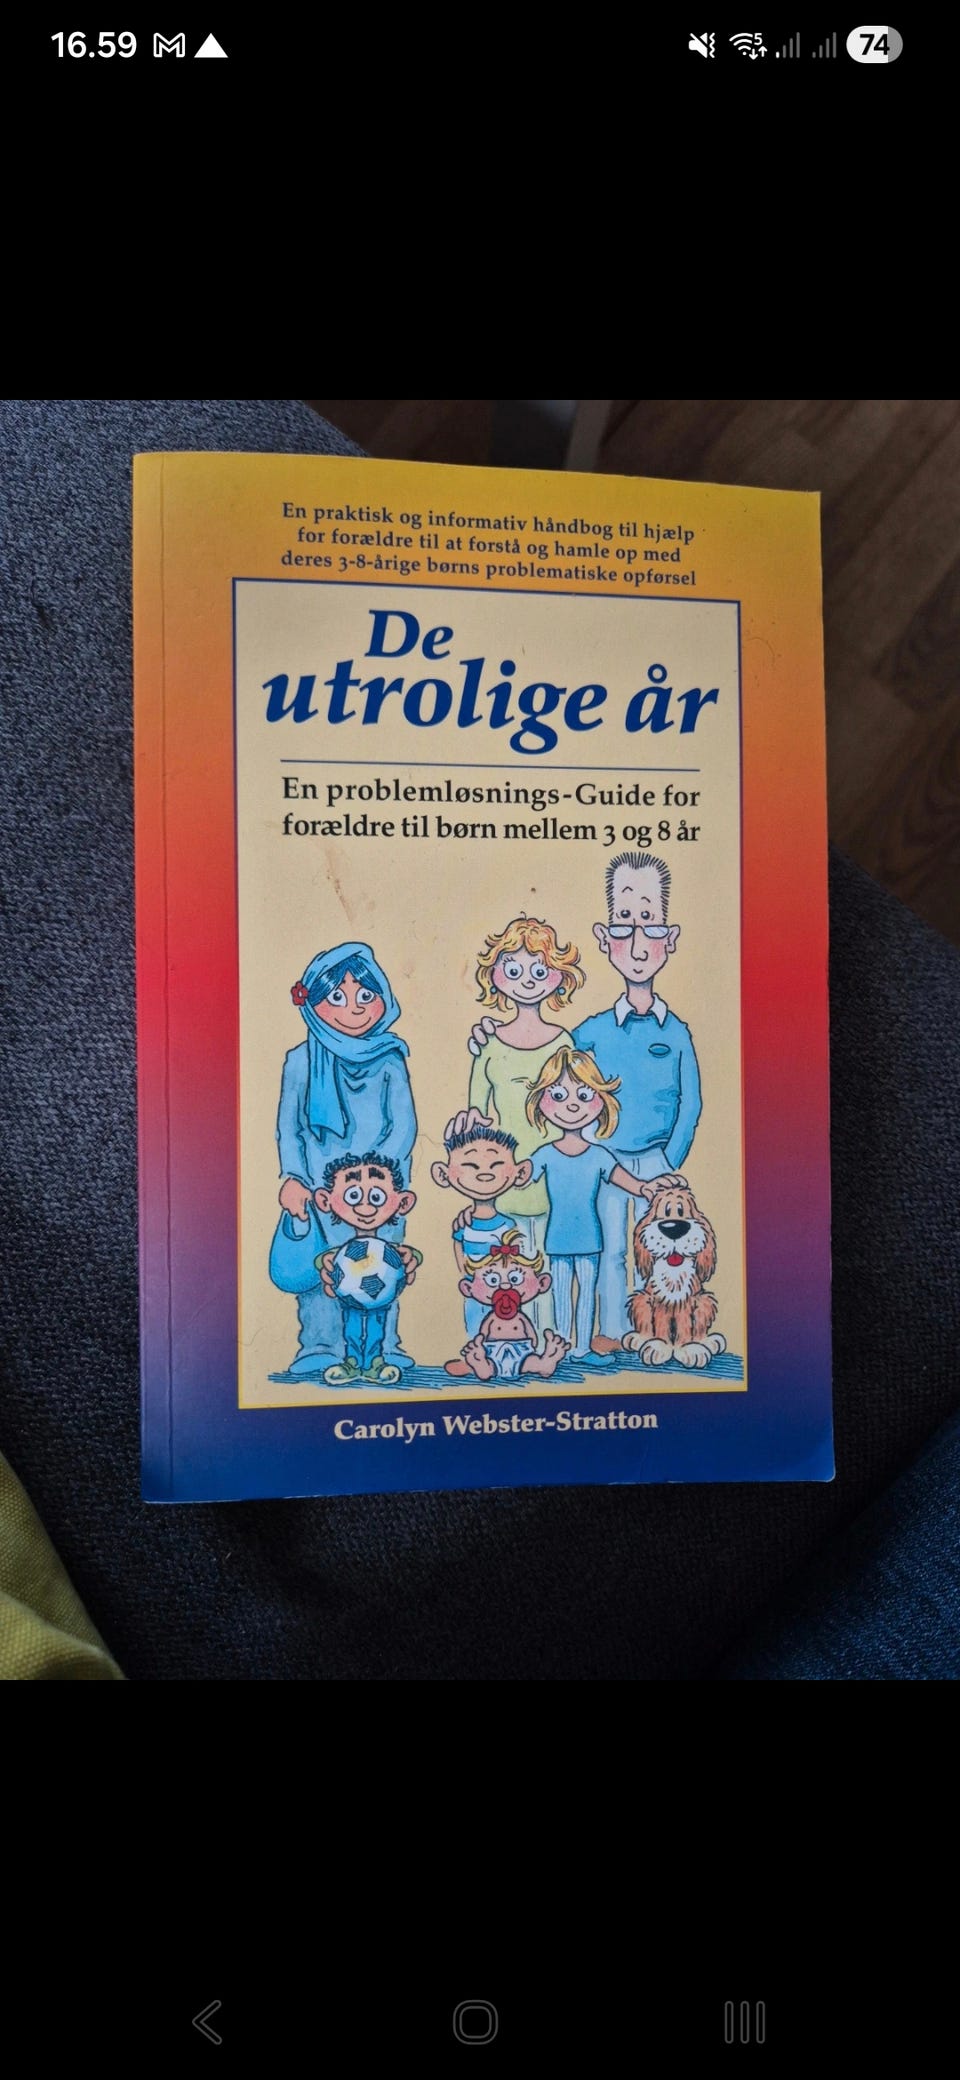 16.59
5
74
En praktisk og informativ håndbog til hjælp
for forældre til at forstå og hamle op med
deres 3-8-årige børns problematiske opførsel
De
utrolige år
En problemløsnings-Guide for
forældre til børn mellem 3 og 8 år
Carolyn Webster-Stratton